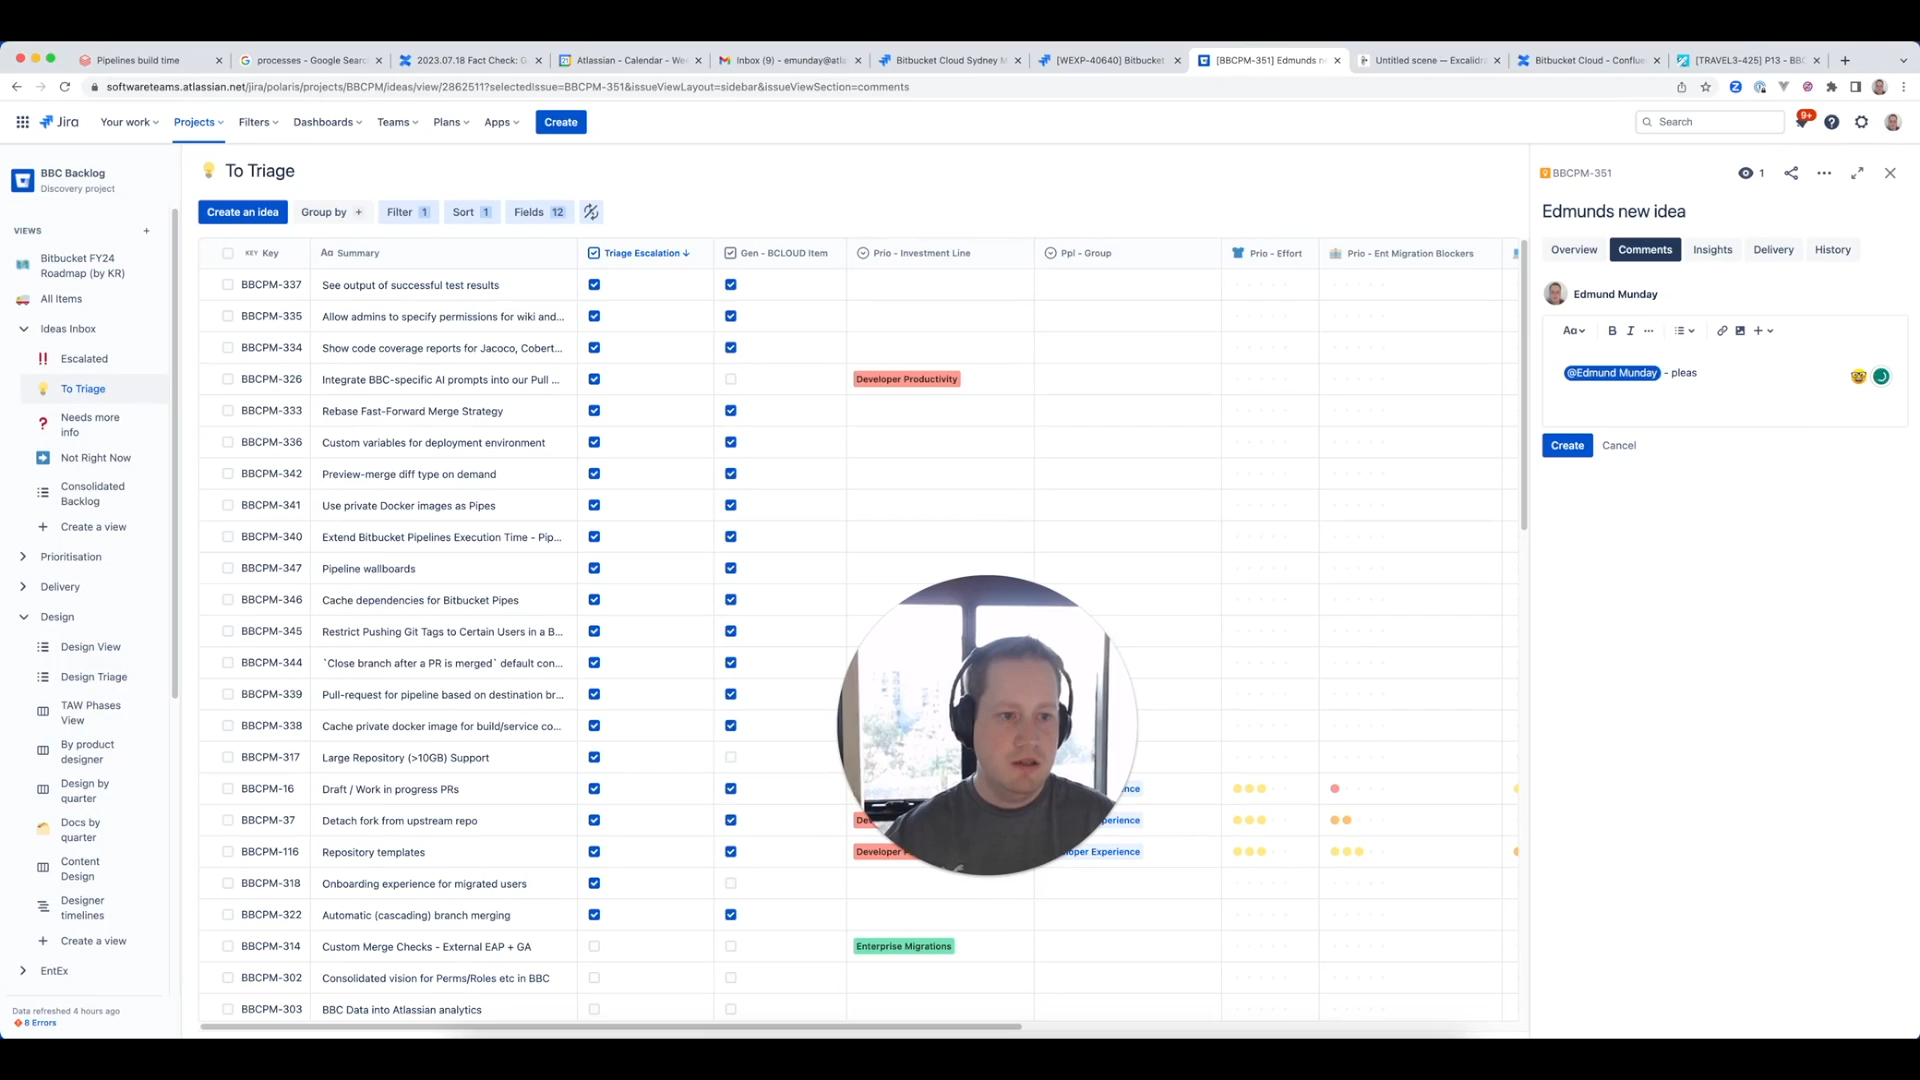 Pipelines build time
processes - Google Searc
2023.07.18 Fact Check: G
Atlassian - Calendar - We
Inbox (9) - emunday@atl
Bitbucket Cloud Sydney M
[WEXP-40640] Bitbucket
[BBCPM-351] Edmunds n
Untitled scene — Excalidra
Bitbucket Cloud - Conflue
[TRAVEL3-425] P13 - BBC
softwareteams.atlassian.net/jira/polaris/projects/BBCPM/ideas/view/2862511?selectedIssue=BBCPM-351&issueViewLayout=sidebar&issueViewSection=comments
Jira
Your work
Projects
Filters
Dashboards
Teams
Plans
Apps
Create
Search
9+
BBC Backlog
Discovery project
VIEWS
Bitbucket FY24
Roadmap (by KR)
All Items
Ideas Inbox
Escalated
To Triage
Needs more
info
Not Right Now
Consolidated
Backlog
Create a view
Prioritisation
Delivery
Design
Design View
Design Triage
TAW Phases
View
By product
designer
Design by
quarter
Docs by
quarter
Content
Design
Designer
timelines
Create a view
EntEx
Data refreshed 4 hours ago
8 Errors
To Triage
Create an idea
Group by +
Filter 1
Sort 1
Fields 12
KEY Key
Aa Summary
Triage Escalation ↓
Gen - BCLOUD Item
Prio - Investment Line
Ppl - Group
Prio - Effort
Prio - Ent Migration Blockers
BBCPM-337 See output of successful test results
BBCPM-335 Allow admins to specify permissions for wiki and...
BBCPM-334 Show code coverage reports for Jacoco, Cobert...
BBCPM-326 Integrate BBC-specific AI prompts into our Pull ... Developer Productivity
BBCPM-333 Rebase Fast-Forward Merge Strategy
BBCPM-336 Custom variables for deployment environment
BBCPM-342 Preview-merge diff type on demand
BBCPM-341 Use private Docker images as Pipes
BBCPM-340 Extend Bitbucket Pipelines Execution Time - Pip...
BBCPM-347 Pipeline wallboards
BBCPM-346 Cache dependencies for Bitbucket Pipes
BBCPM-345 Restrict Pushing Git Tags to Certain Users in a B...
BBCPM-344 `Close branch after a PR is merged` default con...
BBCPM-339 Pull-request for pipeline based on destination br...
BBCPM-338 Cache private docker image for build/service co...
BBCPM-317 Large Repository (>10GB) Support
BBCPM-16 Draft / Work in progress PRs ence
BBCPM-37 Detach fork from upstream repo De perience
BBCPM-116 Repository templates Developer P oper Experience
BBCPM-318 Onboarding experience for migrated users
BBCPM-322 Automatic (cascading) branch merging
BBCPM-314 Custom Merge Checks - External EAP + GA Enterprise Migrations
BBCPM-302 Consolidated vision for Perms/Roles etc in BBC
BBCPM-303 BBC Data into Atlassian analytics
BBCPM-351
1
Edmunds new idea
Overview
Comments
Insights
Delivery
History
Edmund Munday
Aa
B
I
@Edmund Munday - pleas
Create
Cancel